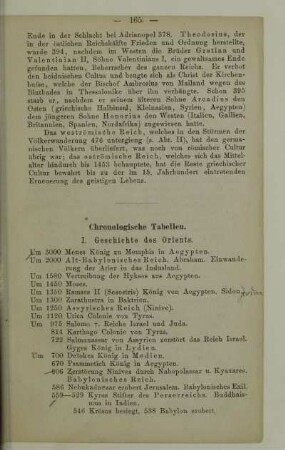 — 165 —
Ende in der Schlacht bei Adrianopel 378. Theodosius, der
in der östlichen Reichshälfte Frieden und Ordnung herstellte,
wurde 394, nachdem im Westen die Brüder Gratian und
Valentinian II, Söhne Valentinians I, ein gewaltsames Ende
gefunden hatten, Beherrscher des ganzen Reichs. Er verbot
den heidnischen Cultus und beugte sich als Christ der Kirchen-
busse, welche der Bischof Ambrosius von Mailand wegen des
Blutbades in Thessalonike über ihn verhängte. Schon 395
starb er, nachdem er seinem älteren Sohne Arcadius den
Osten (griechische Halbinsel, Kleinasien, Syrien, Aegypten)
dem jüngeren Sohne Honorius den Westen (Italien, Gallien,
Britannien, Spanien, Nordafrika) zugewiesen hatte.
Das weströmische Reich, welches in den Stürmen der
Völkerwanderung 476 unterging (s. Abt. II), hat den germa-
nischen Völkern überliefert, was noch von römischer Cultur
übrig war; das oströmische Reich, welches sich das Mittel-
alter hindurch bis 1453 behauptete, hat die Reste griechischer
Cultur bewahrt bis zu der im 15. Jahrhundert eintretenden
Erneuerung des geistigen Lebens.
Chronologische Tabellen.
I. Geschichte des Orients.
Um 3000 Menes König zu Memphis in Aegypten.
Um 2000 Alt-Babylonisches Reich. Abraham. Einwande-
rung der Arier in das Indusland.
Um 1580 Vertreibung der Hyksos aus Aegypten.
Um 1450 Moses.
Um 1350 Ramses II (Sesostris) König von Aegypten. Sidon
Um 1300 Zarathustra in Baktrien.
Um 1250 Assyrisches Reich (Ninive).
Um 1120 Utica Colonie von Tyrus.
Um 975 Salomo †. Reiche Israel und Juda.
814 Karthago Colonie von Tyrus.
722 Salmanassar von Assyrien zerstört das Reich Israel.
Gyges König in Lydien.
Um 700 Dejokes König in Medien.
670 Psammetich König in Aegypten.
606 Zerstörung Ninives durch Nabopolassar u. Kyaxares.
Babylonisches Reich.
586 Nebukadnezar erobert Jerusalem. Babylonisches Exil.
559—529 Kyros Stifter des Perserreichs. Buddhais-
mus in Indien.
546 Krösus besiegt, 538 Babylon erobert.